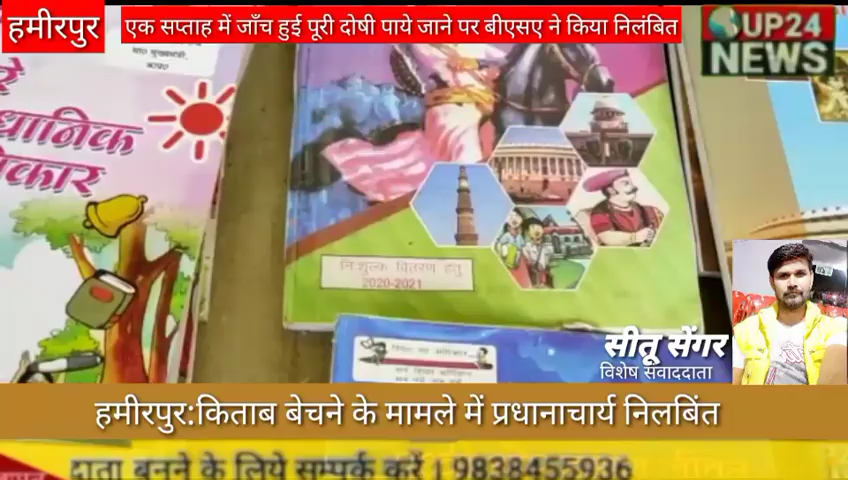 हमीरपुर
एक सप्ताह में जाँच हुई पूरी दोषी पाये जाने पर बीएसए ने किया निलंबित
UP24
NEWS
धानिक
नि:शुल्क वितरण हेतु
2020-2021
सीतू सेंगर
विशेष संवाददाता
हमीरपुर:किताब बेचने के मामले में प्रधानाचार्य निलबिंत
दाता बनने के लिये सम्पर्क करें । 9838455936